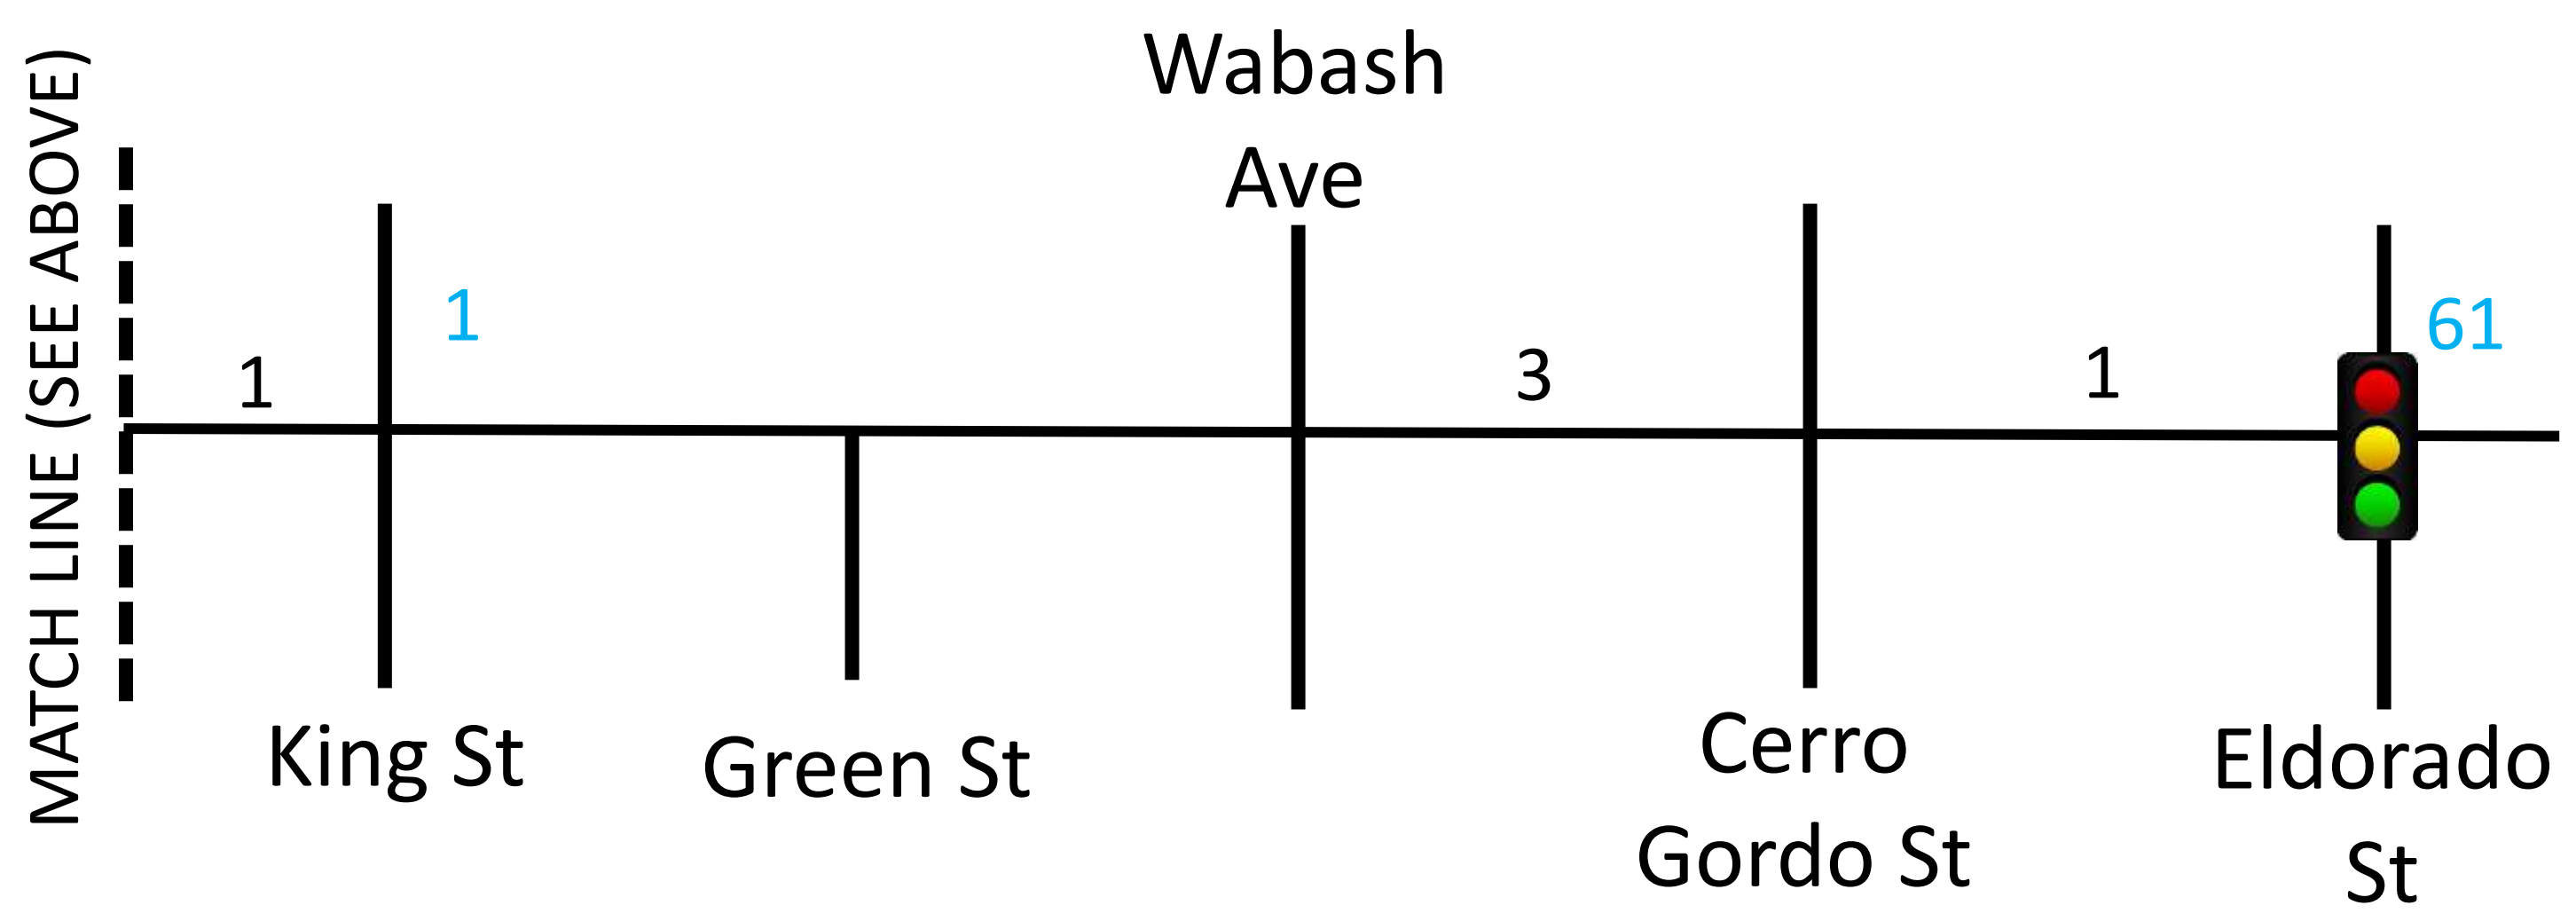 MATCH LINE (SEE ABOVE)
Wabash
Ave
1
1
3
1
61
King St
Green St
Cerro
Gordo St
Eldorado
St